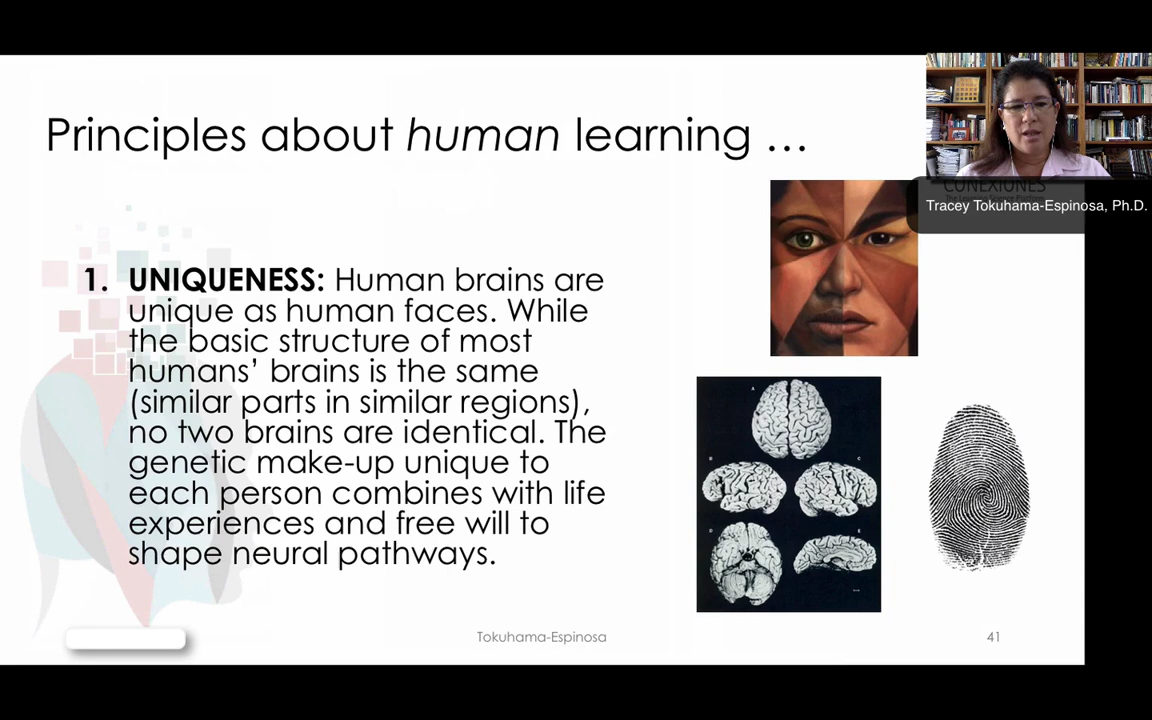 Principles about human learning ...
CONEXIONES
Tracey Tokuhama-Espinosa, Ph.D.
1. UNIQUENESS: Human brains are
unique as human faces. While
the basic structure of most
humans’ brains is the same
(similar parts in similar regions),
no two brains are identical. The
genetic make-up unique to
each person combines with life
experiences and free will to
shape neural pathways.
Tokuhama-Espinosa
41